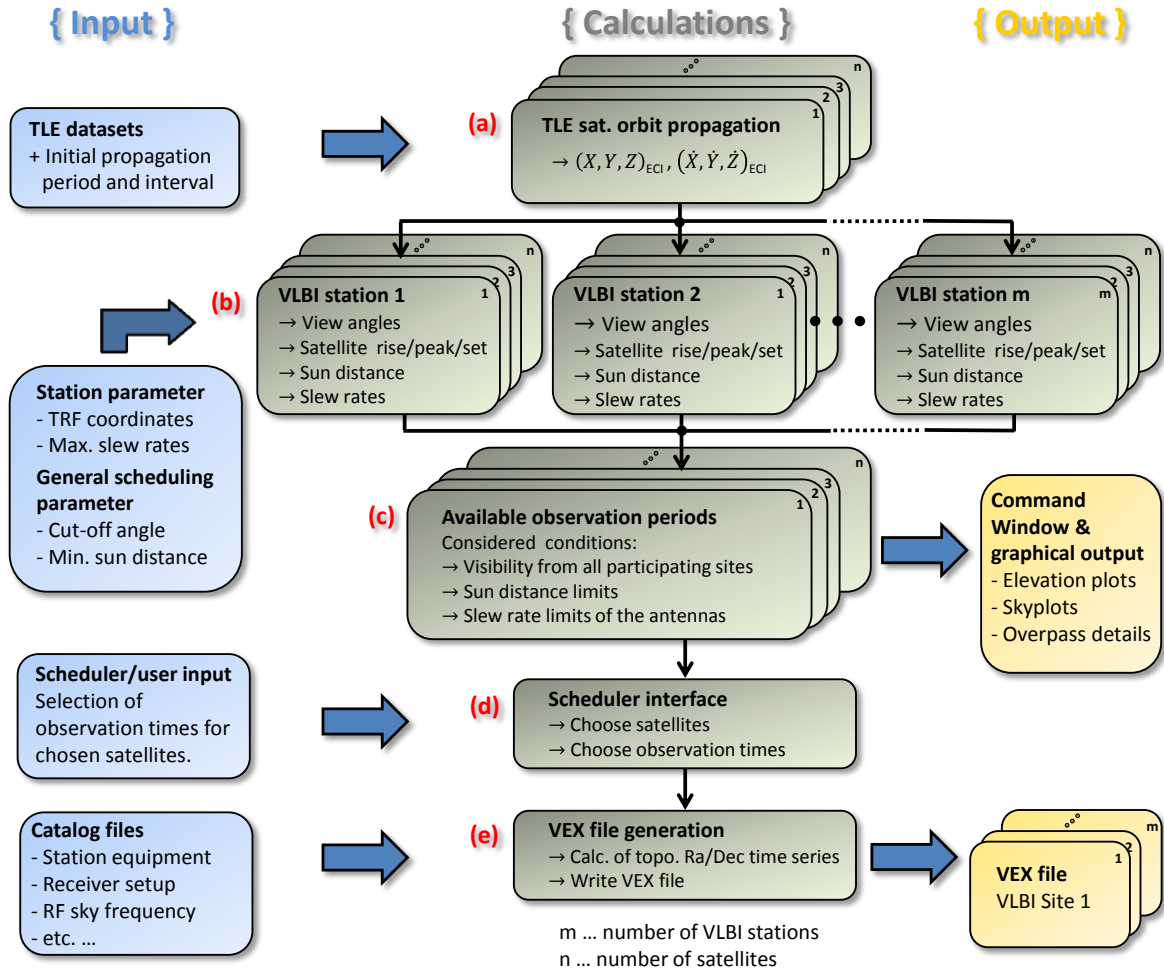 { Input }
{ Calculations }
{ Output }
TLE datasets
+ Initial propagation
period and interval
(a)
n
3
2
1
TLE sat. orbit propagation
→ (X, Y, Z)ECI , (Ẋ, Ẏ, Ż)ECI
(b)
n
3
2
1
VLBI station 1
→ View angles
→ Satellite rise/peak/set
→ Sun distance
→ Slew rates
n
3
2
1
VLBI station 2
→ View angles
→ Satellite rise/peak/set
→ Sun distance
→ Slew rates
n
3
2
m
VLBI station m
→ View angles
→ Satellite rise/peak/set
→ Sun distance
→ Slew rates
Station parameter
- TRF coordinates
- Max. slew rates
General scheduling
parameter
- Cut-off angle
- Min. sun distance
(c)
n
3
2
1
Available observation periods
Considered conditions:
→ Visibility from all participating sites
→ Sun distance limits
→ Slew rate limits of the antennas
Command
Window &
graphical output
- Elevation plots
- Skyplots
- Overpass details
Scheduler/user input
Selection of
observation times for
chosen satellites.
(d)
Scheduler interface
→ Choose satellites
→ Choose observation times
Catalog files
- Station equipment
- Receiver setup
- RF sky frequency
- etc. ...
(e)
VEX file generation
→ Calc. of topo. Ra/Dec time series
→ Write VEX file
m
2
1
VEX file
VLBI Site 1
m ... number of VLBI stations
n ... number of satellites